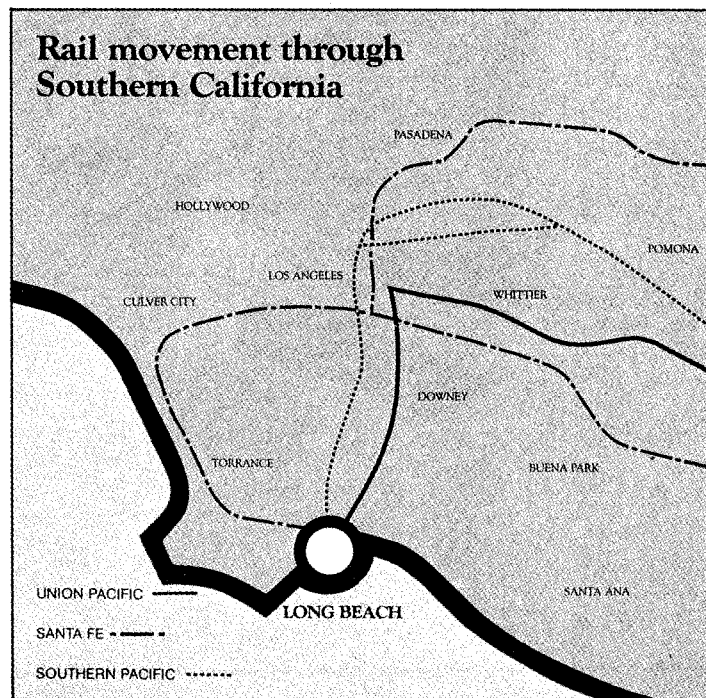 Rail movement through
Southern California
PASADENA
HOLLYWOOD
POMONA
LOS ANGELES
WHITTIER
CULVER CITY
DOWNEY
TORRANCE
BUENA PARK
UNION PACIFIC
SANTA ANA
LONG BEACH
SANTA FE
SOUTHERN PACIFIC